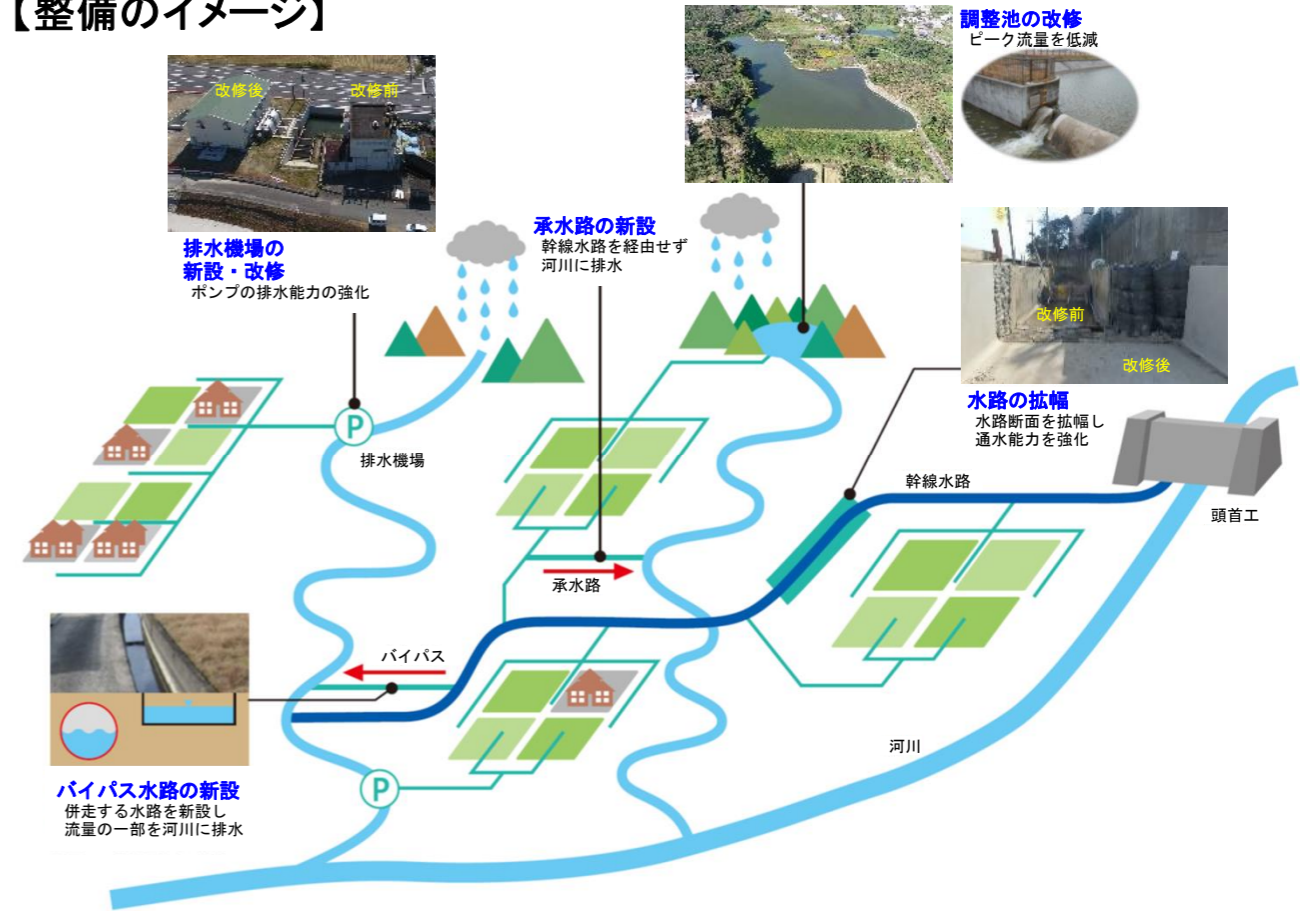 【整備のイメージ】
調整池の改修
ピーク流量を低減
改修後
改修前
承水路の新設
幹線水路を経由せず
河川に排水
排水機場の
新設・改修
ポンプの排水能力の強化
改修前
改修後
水路の拡幅
水路断面を拡幅し
通水能力を強化
P
排水機場
幹線水路
頭首工
承水路
バイパス
河川
P
バイパス水路の新設
併走する水路を新設し
流量の一部を河川に排水